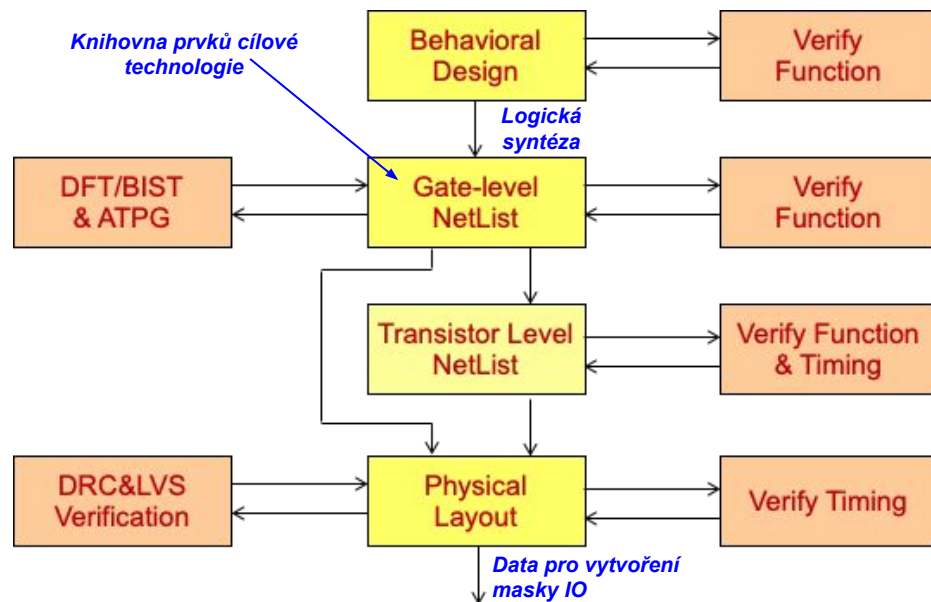 Knihovna prvků cílové
technologie
Behavioral
Design
Verify
Function
Logická
syntéza
DFT/BIST
& ATPG
Gate-level
NetList
Verify
Function
Transistor Level
NetList
Verify Function
& Timing
DRC&LVS
Verification
Physical
Layout
Verify Timing
Data pro vytvoření
masky IO